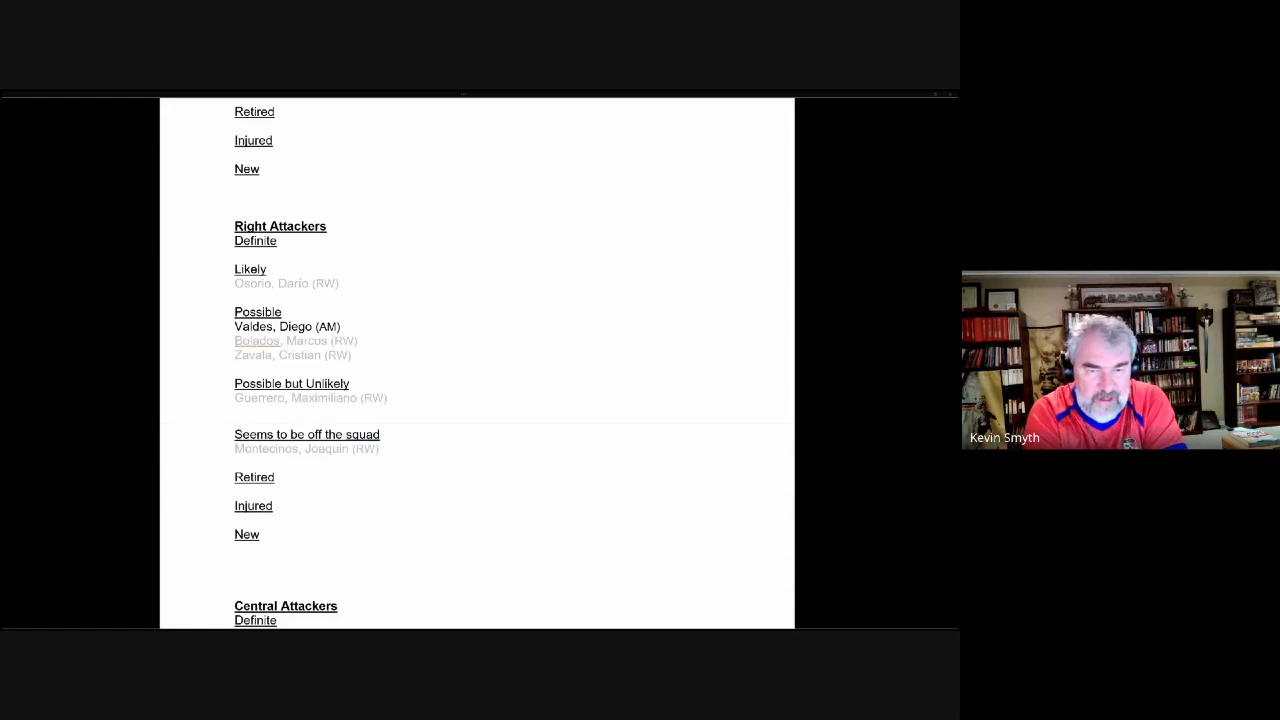 Retired
Injured
New
Right Attackers
Definite
Likely
Osorio, Darío (RW)
Possible
Valdes, Diego (AM)
Bolados, Marcos (RW)
Zavala, Cristian (RW)
Possible but Unlikely
Guerrero, Maximiliano (RW)
Seems to be off the squad
Montecinos, Joaquin (RW)
Retired
Injured
New
Central Attackers
Definite
Kevin Smyth